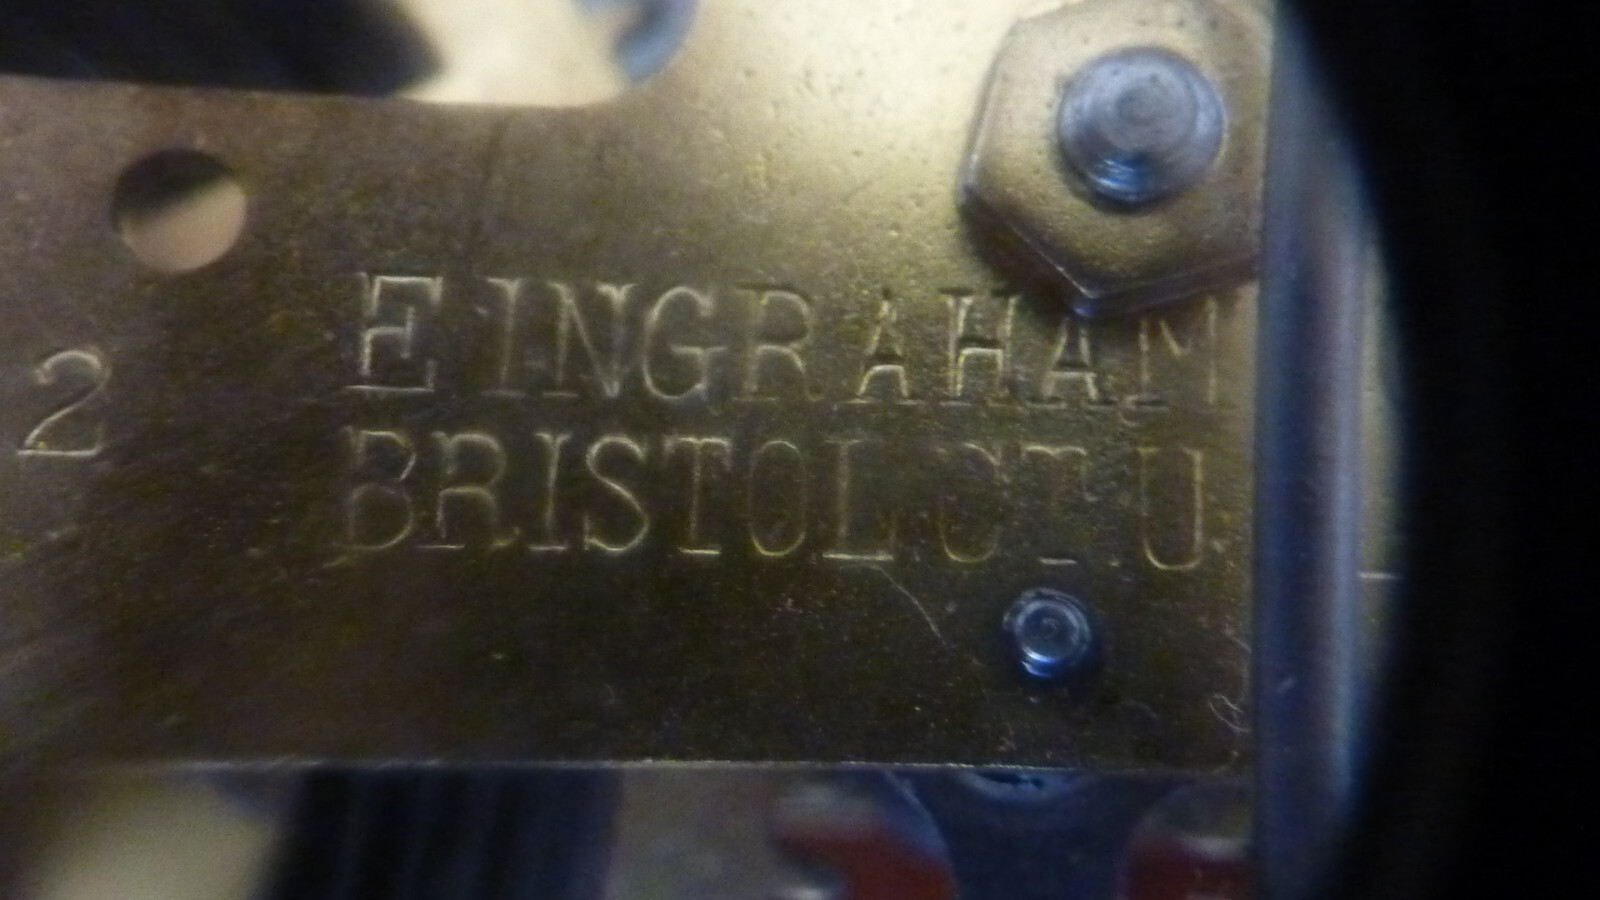 E INGRAHAM
BRISTOL CT U
2